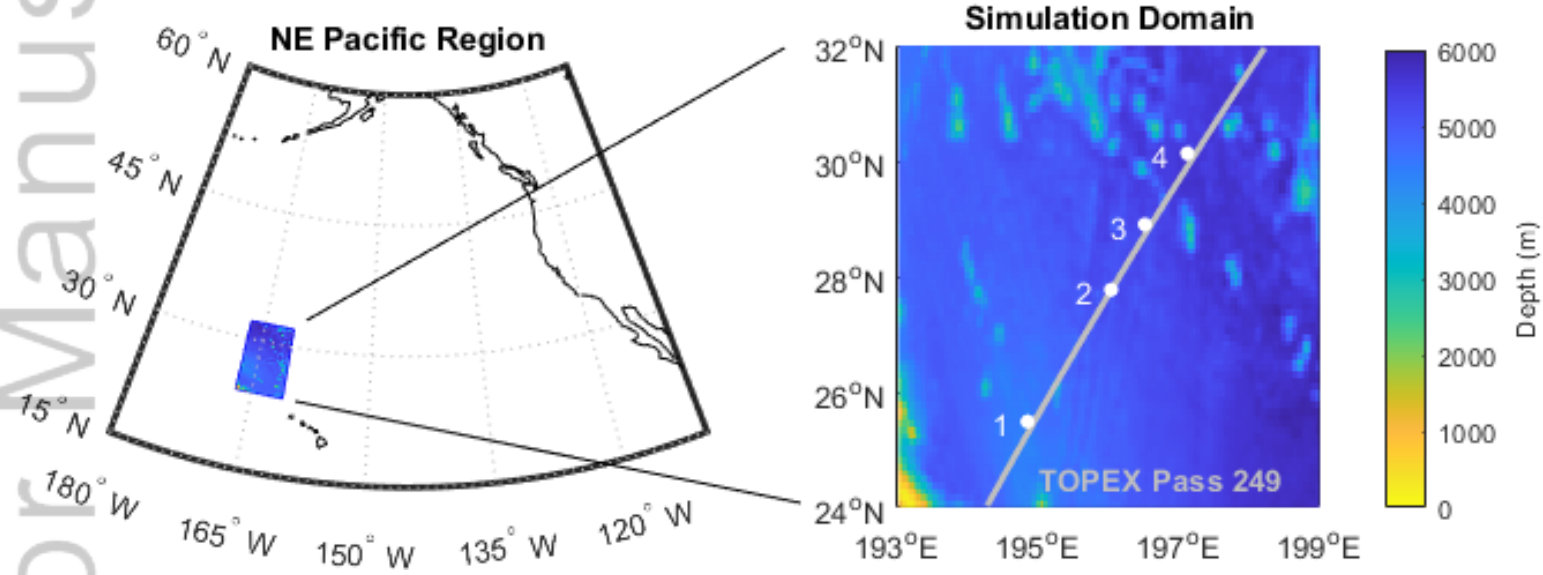 or Manus
NE Pacific Region
60°N
45°N
30°N
15°N
180°W
165°W
150°W
135°W
120°W
Simulation Domain
32°N
30°N
28°N
26°N
24°N
193°E
195°E
197°E
199°E
4
3
2
1
TOPEX Pass 249
6000
5000
4000
3000
2000
1000
0
Depth (m)